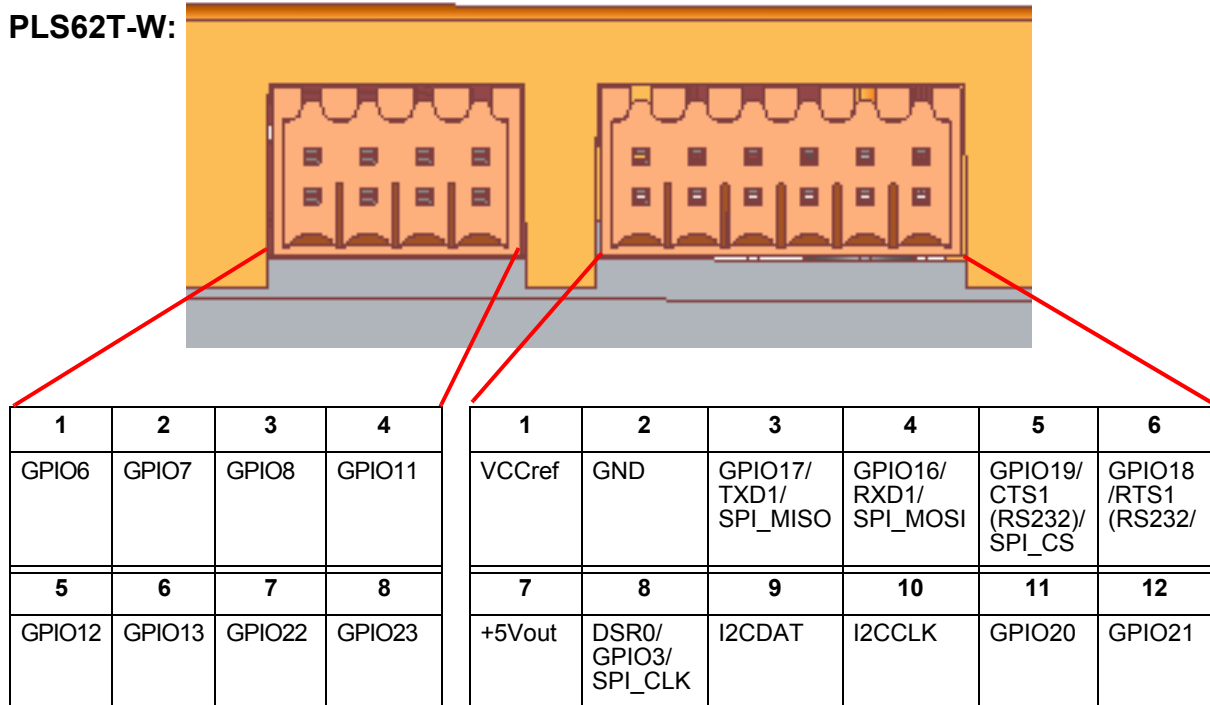 PLS62T-W:
1 2 3 4
GPIO6 GPIO7 GPIO8 GPIO11
5 6 7 8
GPIO12 GPIO13 GPIO22 GPIO23
1 2 3 4 5 6
VCCref GND GPIO17/ GPIO16/ GPIO19/ GPIO18
TXD1/ RXD1/ CTS1 /RTS1
SPI_MISO SPI_MOSI (RS232)/ (RS232/
SPI_CS
7 8 9 10 11 12
+5Vout DSR0/ I2CDAT I2CCLK GPIO20 GPIO21
GPIO3/
SPI_CLK